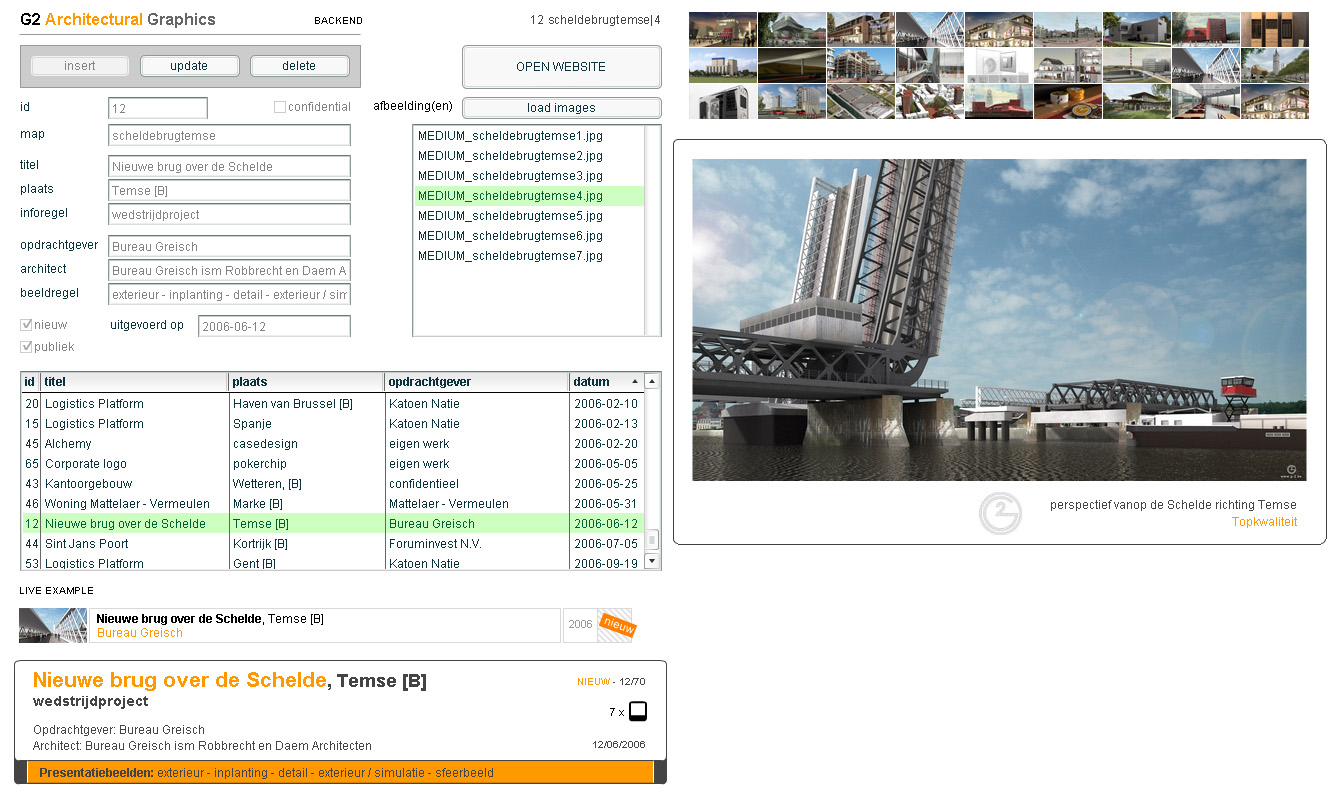 G2 Architectural Graphics
BACKEND
12 scheldebrugtemse|4
insert
update
delete
OPEN WEBSITE
id
12
confidential
afbeelding(en)
load images
map
scheldebrugtemse
titel
Nieuwe brug over de Schelde
plaats
Temse [B]
inforegel
wedstrijdproject
opdrachtgever
Bureau Greisch
architect
Bureau Greisch ism Robbrecht en Daem A
beeldregel
exterieur - inplanting - detail - exterieur / sim
nieuw
uitgevoerd op
2006-06-12
publiek
MEDIUM_scheldebrugtemse1.jpg
MEDIUM_scheldebrugtemse2.jpg
MEDIUM_scheldebrugtemse3.jpg
MEDIUM_scheldebrugtemse4.jpg
MEDIUM_scheldebrugtemse5.jpg
MEDIUM_scheldebrugtemse6.jpg
MEDIUM_scheldebrugtemse7.jpg
id titel plaats opdrachtgever datum
20 Logistics Platform Haven van Brussel [B] Katoen Natie 2006-02-10
15 Logistics Platform Spanje Katoen Natie 2006-02-13
45 Alchemy casedesign eigen werk 2006-02-20
65 Corporate logo pokerchip eigen werk 2006-05-05
43 Kantoorgebouw Wetteren, [B] confidentieel 2006-05-25
46 Woning Mattelaer - Vermeulen Marke [B] Mattelaer - Vermeulen 2006-05-31
12 Nieuwe brug over de Schelde Temse [B] Bureau Greisch 2006-06-12
44 Sint Jans Poort Kortrijk [B] Foruminvest N.V. 2006-07-05
53 Logistics Platform Gent [B] Katoen Natie 2006-09-19
LIVE EXAMPLE
Nieuwe brug over de Schelde, Temse [B]
Bureau Greisch
2006
nieuw
Nieuwe brug over de Schelde, Temse [B]
NIEUW - 12/70
wedstrijdproject
7 x
Opdrachtgever: Bureau Greisch
Architect: Bureau Greisch ism Robbrecht en Daem Architecten
12/06/2006
Presentatiebeelden: exterieur - inplanting - detail - exterieur / simulatie - sfeerbeeld
perspectief vanop de Schelde richting Temse
Topkwaliteit